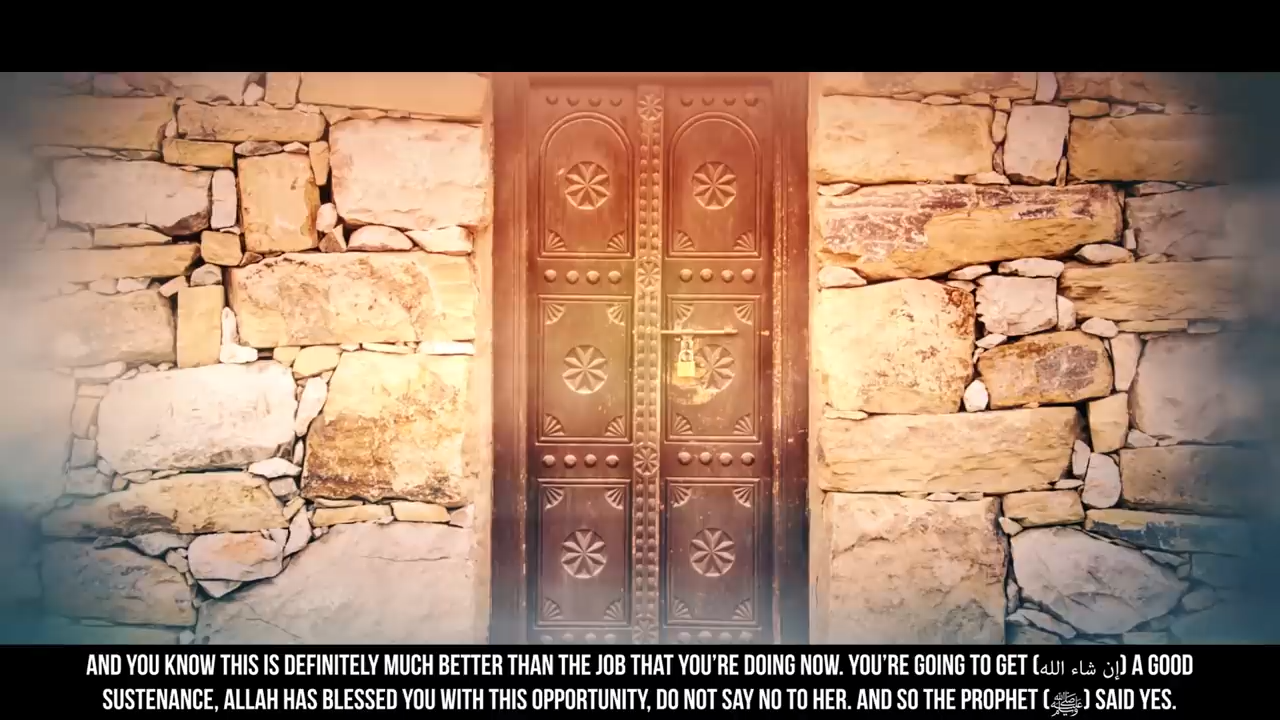 AND YOU KNOW THIS IS DEFINITELY MUCH BETTER THAN THE JOB THAT YOU'RE DOING NOW. YOU'RE GOING TO GET (إن شاء الله) A GOOD
SUSTENANCE, ALLAH HAS BLESSED YOU WITH THIS OPPORTUNITY, DO NOT SAY NO TO HER. AND SO THE PROPHET (ﷺ) SAID YES.